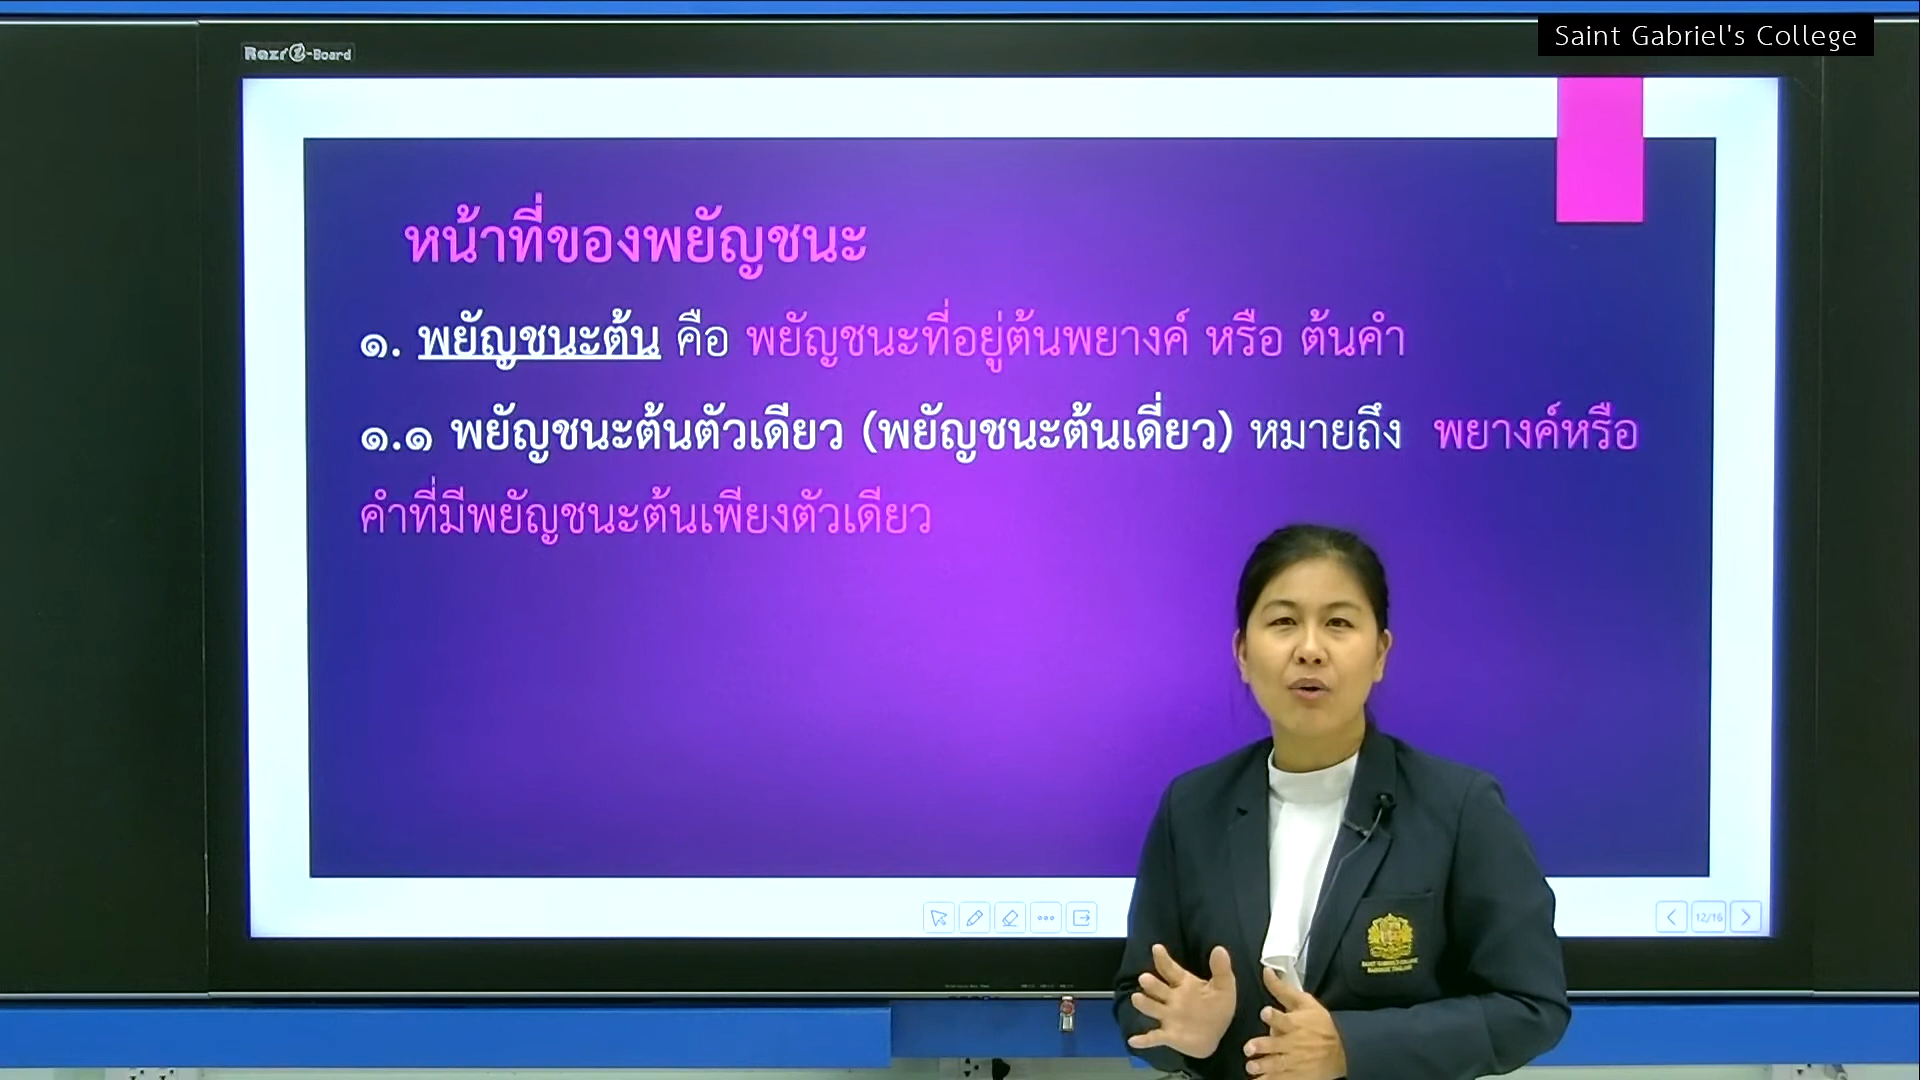 Saint Gabriel's College
Razr-Board
หน้าที่ของพยัญชนะ
๑. พยัญชนะต้น คือ พยัญชนะที่อยู่ต้นพยางค์ หรือ ต้นคำ
๑.๑ พยัญชนะต้นตัวเดียว (พยัญชนะต้นเดี่ยว) หมายถึง พยางค์หรือ
คำที่มีพยัญชนะต้นเพียงตัวเดียว
12/16
SAINT GABRIEL'S COLLEGE
BANGKOK THAILAND